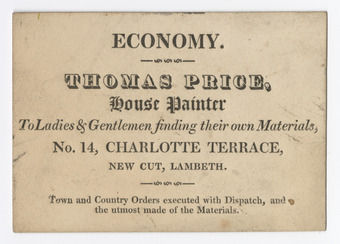 ECONOMY.
THOMAS PRICE,
House Painter
To Ladies & Gentlemen finding their own Materials,
No. 14, CHARLOTTE TERRACE,
NEW CUT, LAMBETH.
Town and Country Orders executed with Dispatch, and
the utmost made of the Materials.